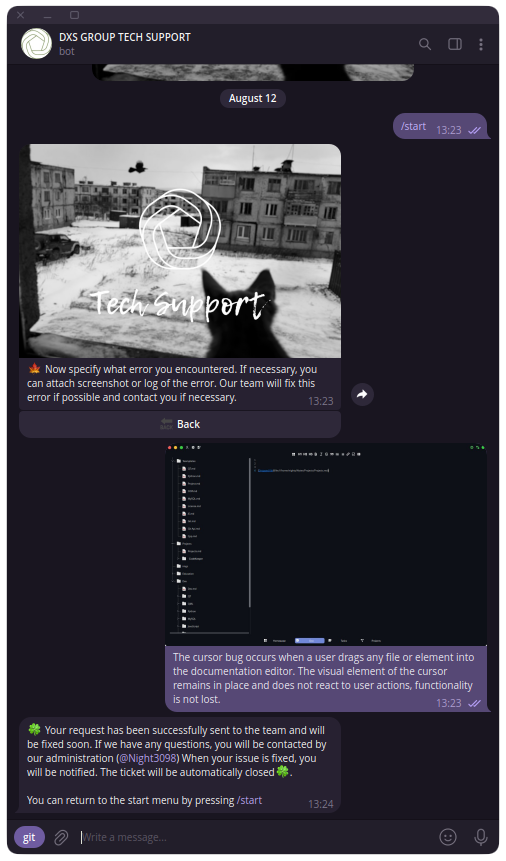 DXS GROUP TECH SUPPORT
bot
August 12
/start 13:23
Tech Support
🍁 Now specify what error you encountered. If necessary, you
can attach screenshot or log of the error. Our team will fix this
error if possible and contact you if necessary.
13:23
Back
The cursor bug occurs when a user drags any file or element into
the documentation editor. The visual element of the cursor
remains in place and does not react to user actions, functionality
is not lost.
13:23
🍀 Your request has been successfully sent to the team and will
be fixed soon. If we have any questions, you will be contacted by
our administration (@Night3098) When your issue is fixed, you
will be notified. The ticket will be automatically closed🍀.
You can return to the start menu by pressing /start
13:24
git
Write a message...